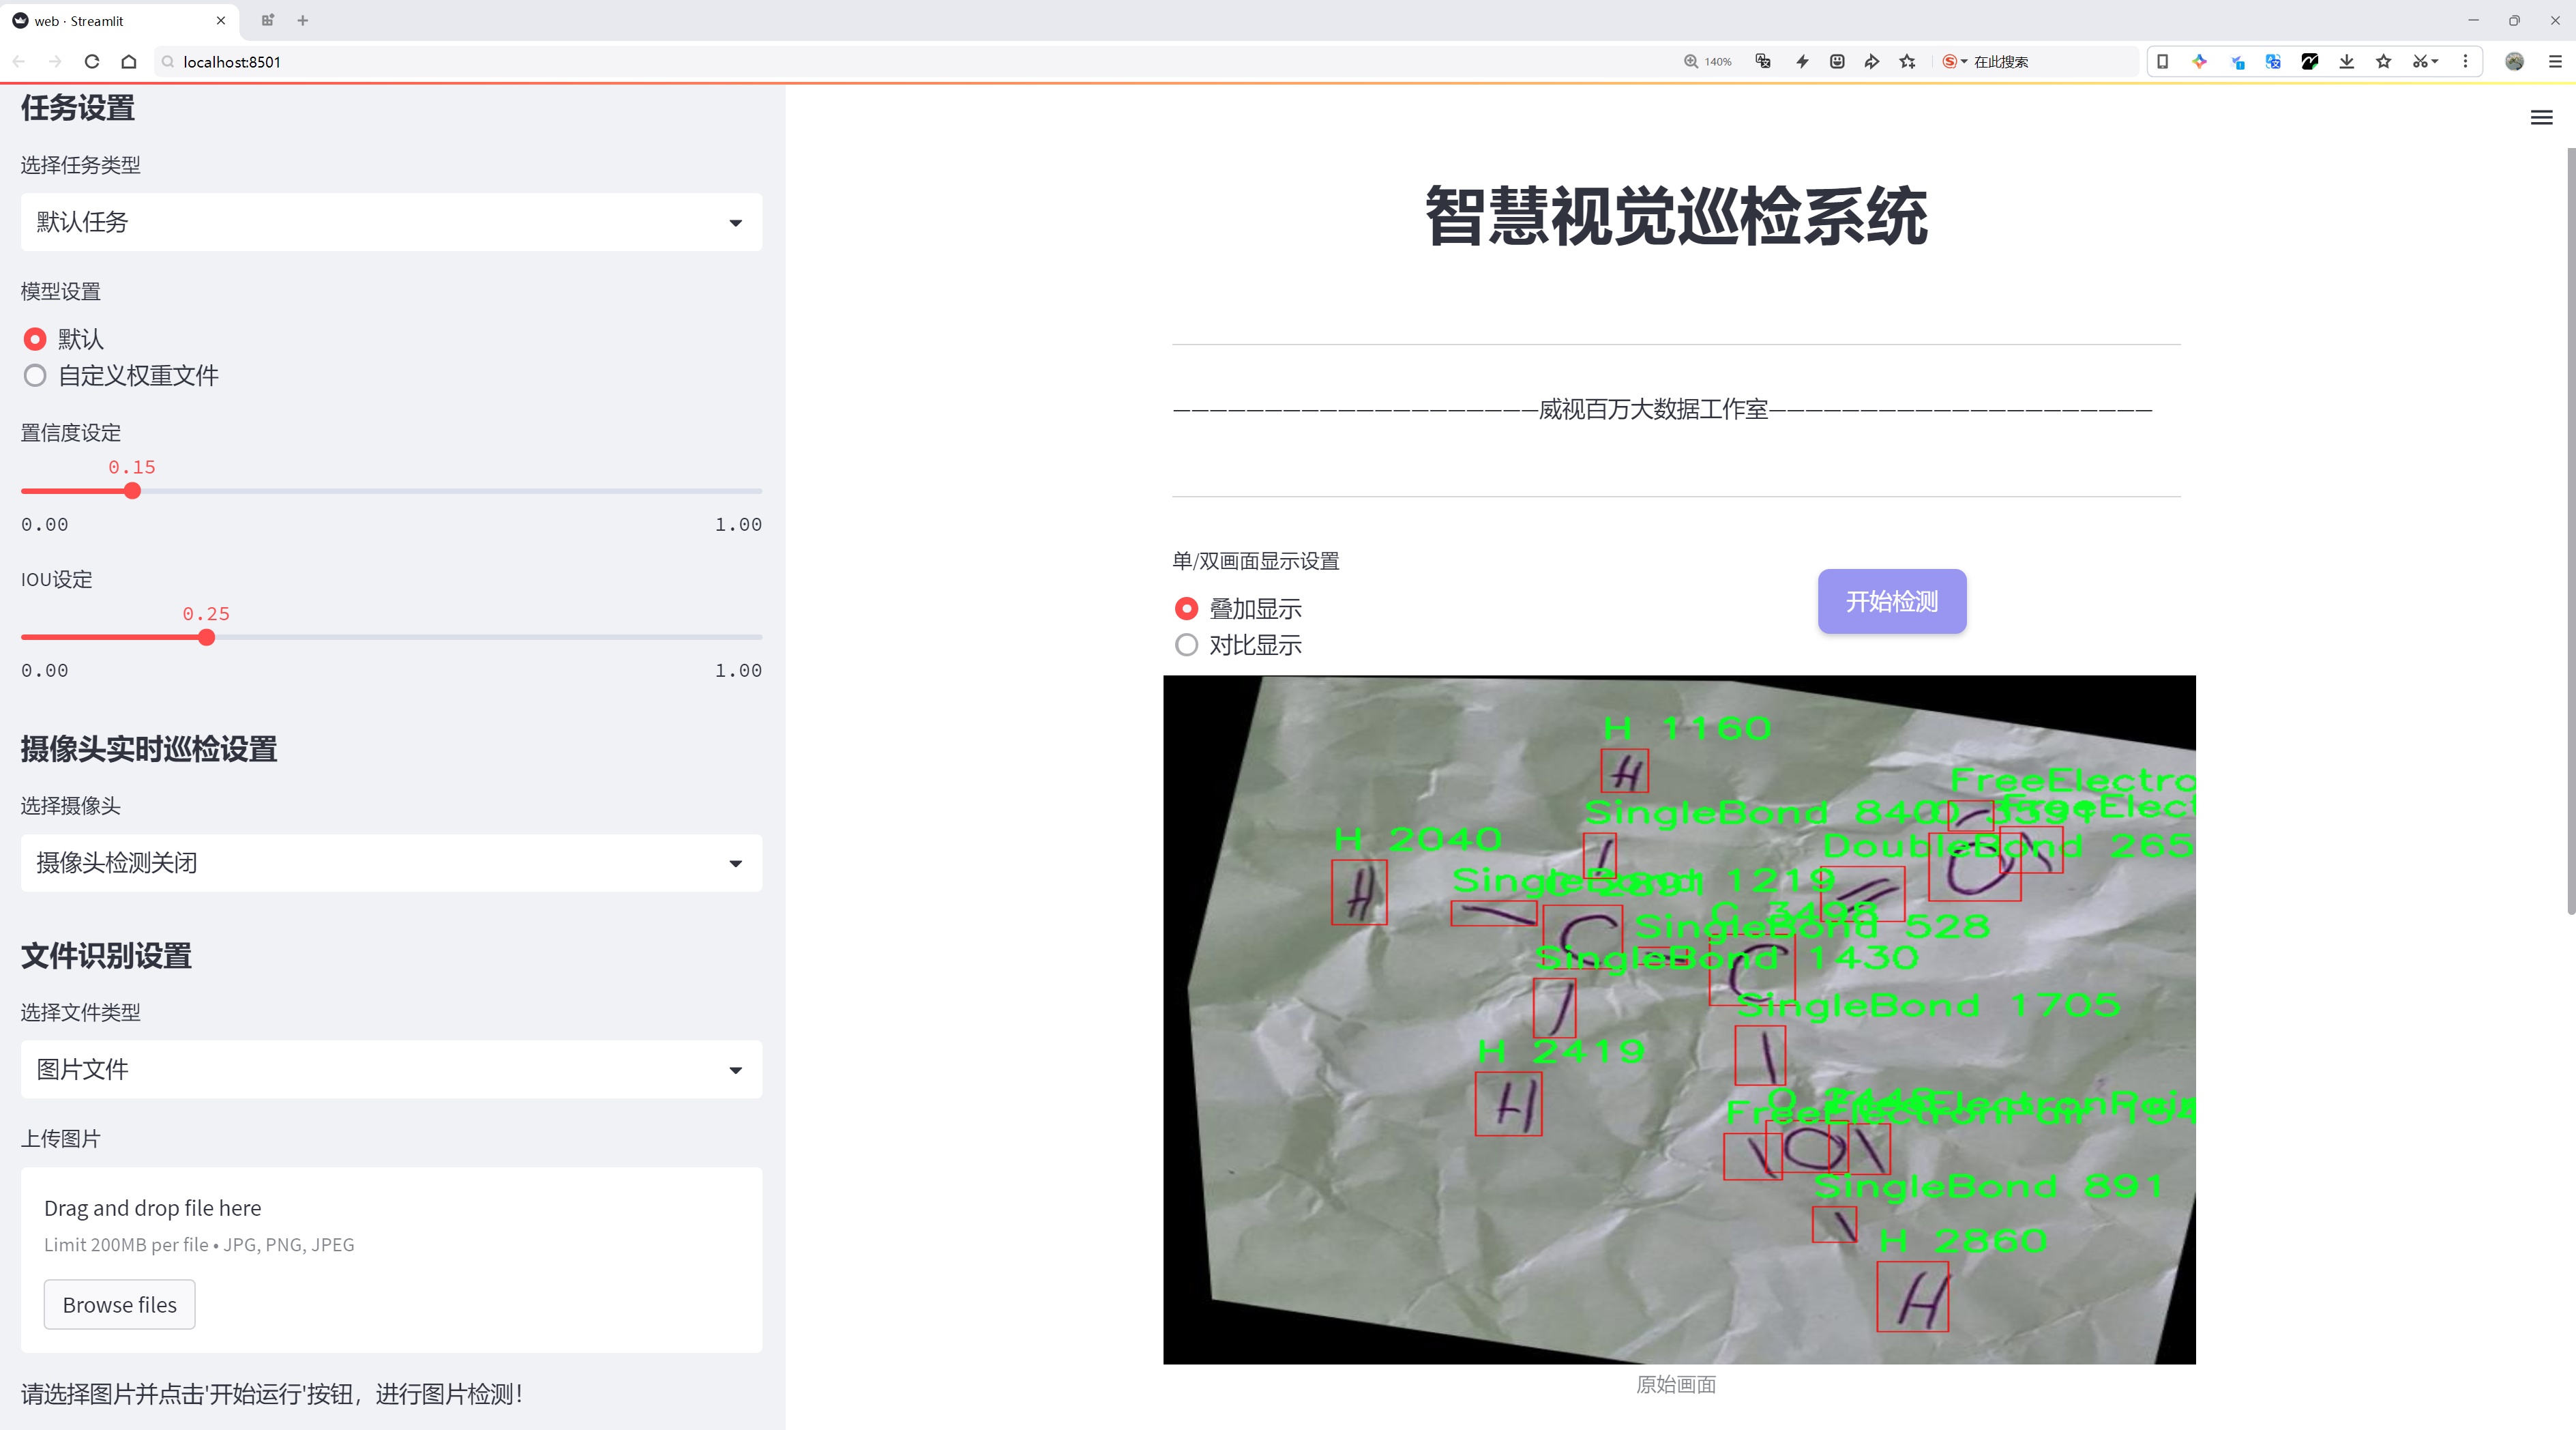 web · Streamlit
localhost:8501
140%
在此搜索
任务设置
选择任务类型
默认任务
模型设置
默认
自定义权重文件
置信度设定
0.15
0.00 1.00
IOU设定
0.25
0.00 1.00
摄像头实时巡检设置
选择摄像头
摄像头检测关闭
文件识别设置
选择文件类型
图片文件
上传图片
Drag and drop file here
Limit 200MB per file • JPG, PNG, JPEG
Browse files
请选择图片并点击'开始运行'按钮，进行图片检测！
智慧视觉巡检系统
————————————————————威视百万大数据工作室—————————————————————
单/双画面显示设置
叠加显示
对比显示
开始检测
H 1160
H
FreeElectro
FreeElect
SingleBond 840
H 2040
DoubleBond 265
H
O
SingleBond 1219
C
C 3498
SingleBond 528
C
SingleBond 1430
SingleBond 1705
H 2419
H
O
SingleBond 891
H 2860
H
原始画面